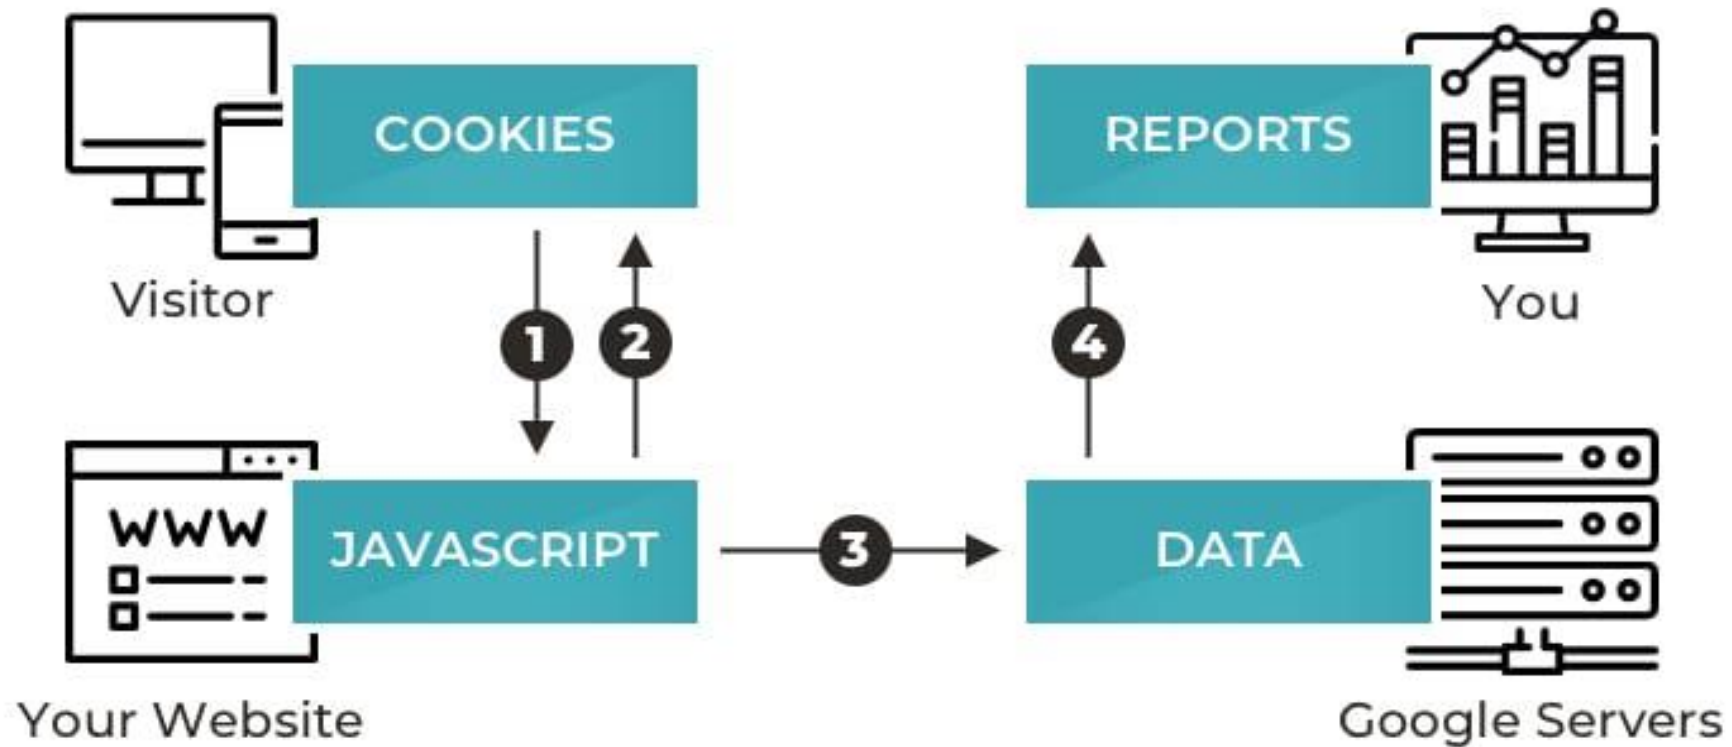 COOKIES
REPORTS
Visitor
You
1
2
4
WWW
JAVASCRIPT
3
DATA
Your Website
Google Servers